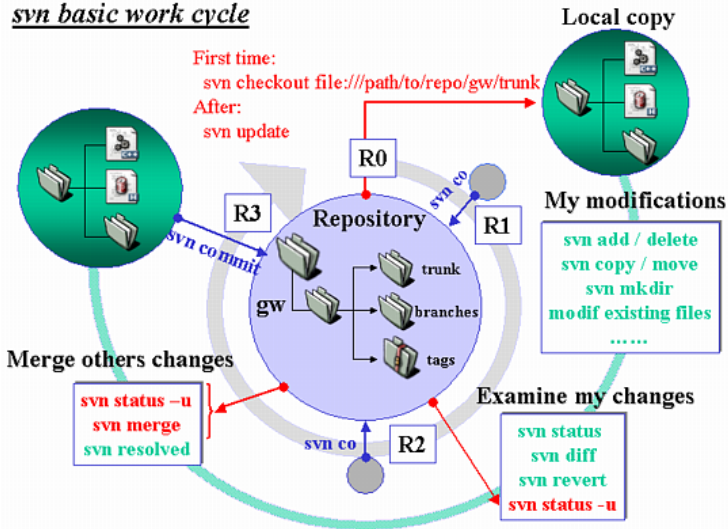 svn basic work cycle
Local copy
First time:
svn checkout file:///path/to/repo/gw/trunk
After:
svn update
R0
svn co
R1
R3
Repository
svn commit
gw
trunk
branches
tags
My modifications
svn add / delete
svn copy / move
svn mkdir
modif existing files
……
Merge others changes
svn status –u
svn merge
svn resolved
svn co
R2
Examine my changes
svn status
svn diff
svn revert
svn status -u